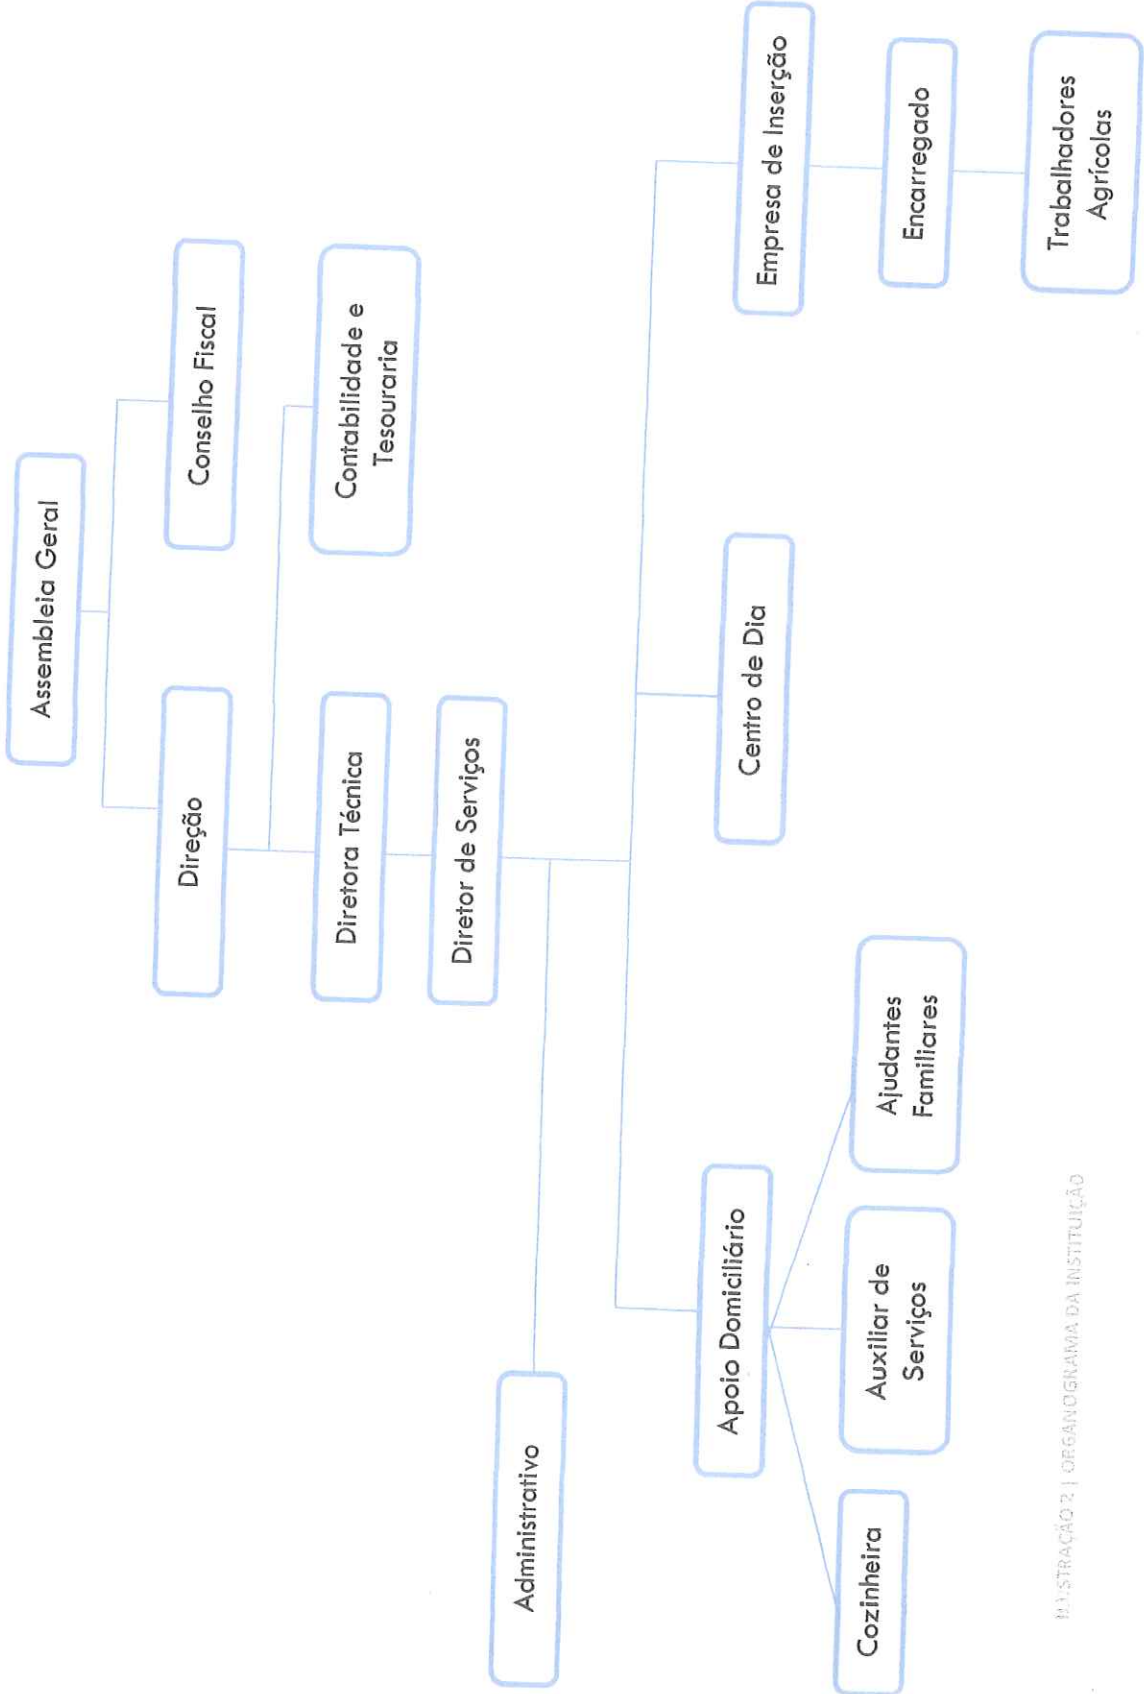 Assembleia Geral
Direção
Conselho Fiscal
Diretora Técnica
Contabilidade e
Tesouraria
Diretor de Serviços
Administrativo
Apoio Domiciliário
Centro de Dia
Empresa de Inserção
Cozinheira
Auxiliar de
Serviços
Ajudantes
Familiares
Encarregado
Trabalhadores
Agrícolas
ILUSTRAÇÃO 2 | ORGANOGRAMA DA INSTITUIÇÃO